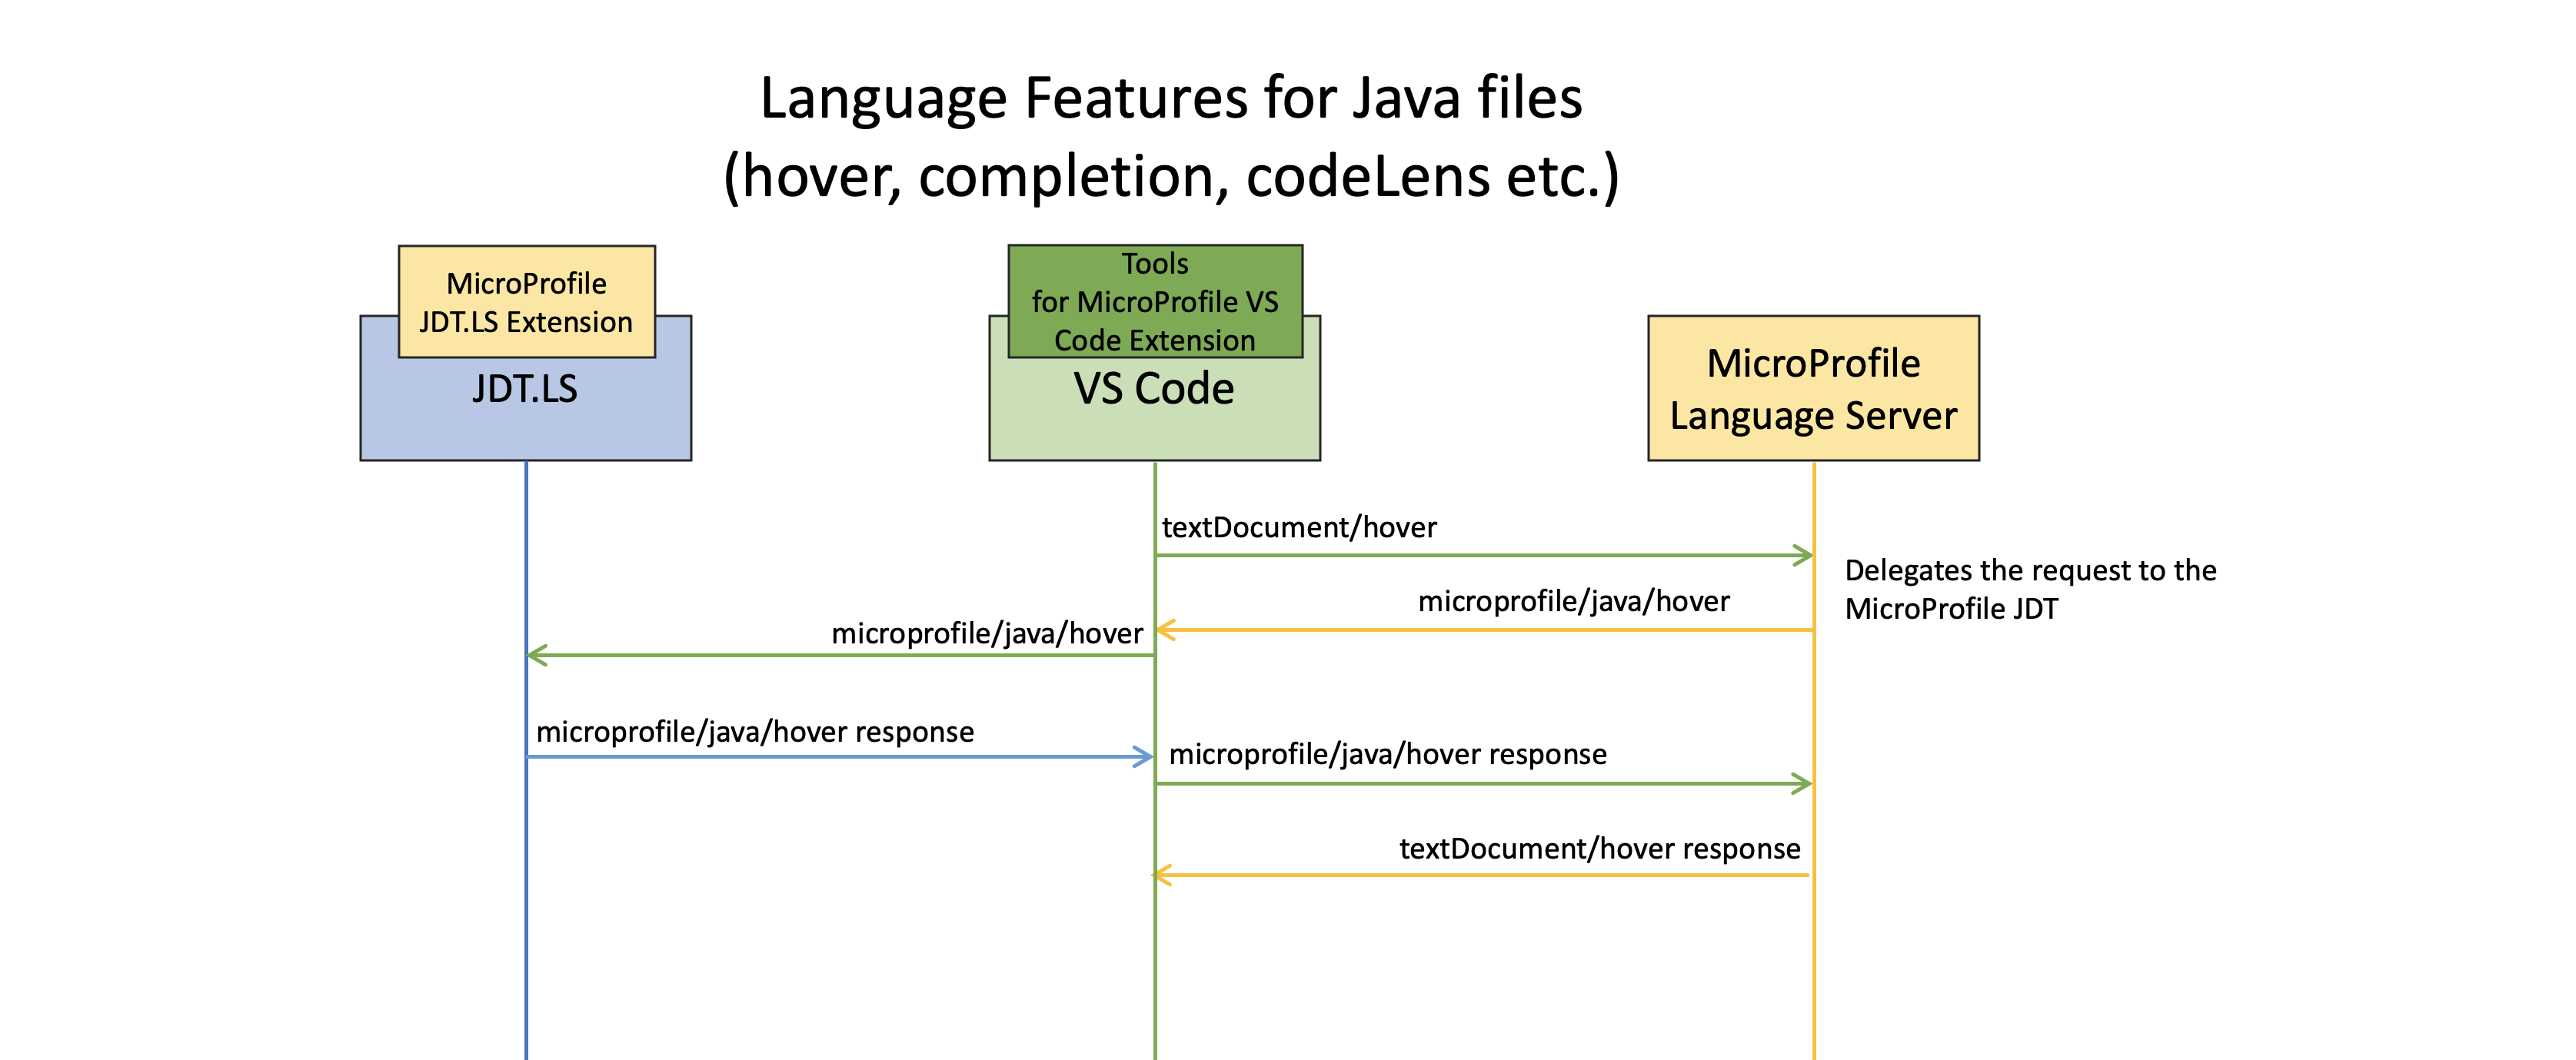 Language Features for Java files
(hover, completion, codeLens etc.)
MicroProfile
JDT.LS Extension
JDT.LS
Tools
for MicroProfile VS
Code Extension
VS Code
MicroProfile
Language Server
textDocument/hover
Delegates the request to the
MicroProfile JDT
microprofile/java/hover
microprofile/java/hover
microprofile/java/hover response
microprofile/java/hover response
textDocument/hover response